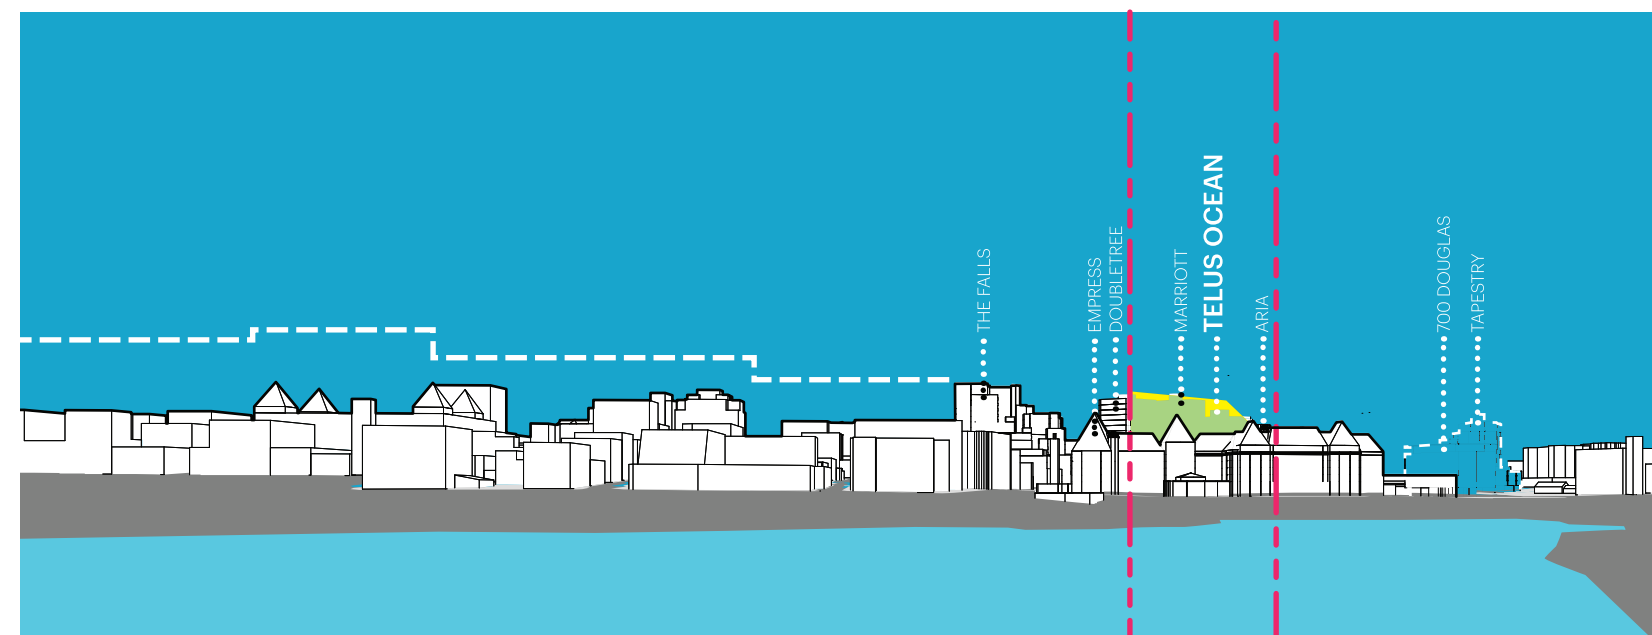 THE FALLS
EMPRESS
DOUBLETREE
MARRIOTT
TELUS OCEAN
ARIA
700 DOUGLAS
TAPESTRY